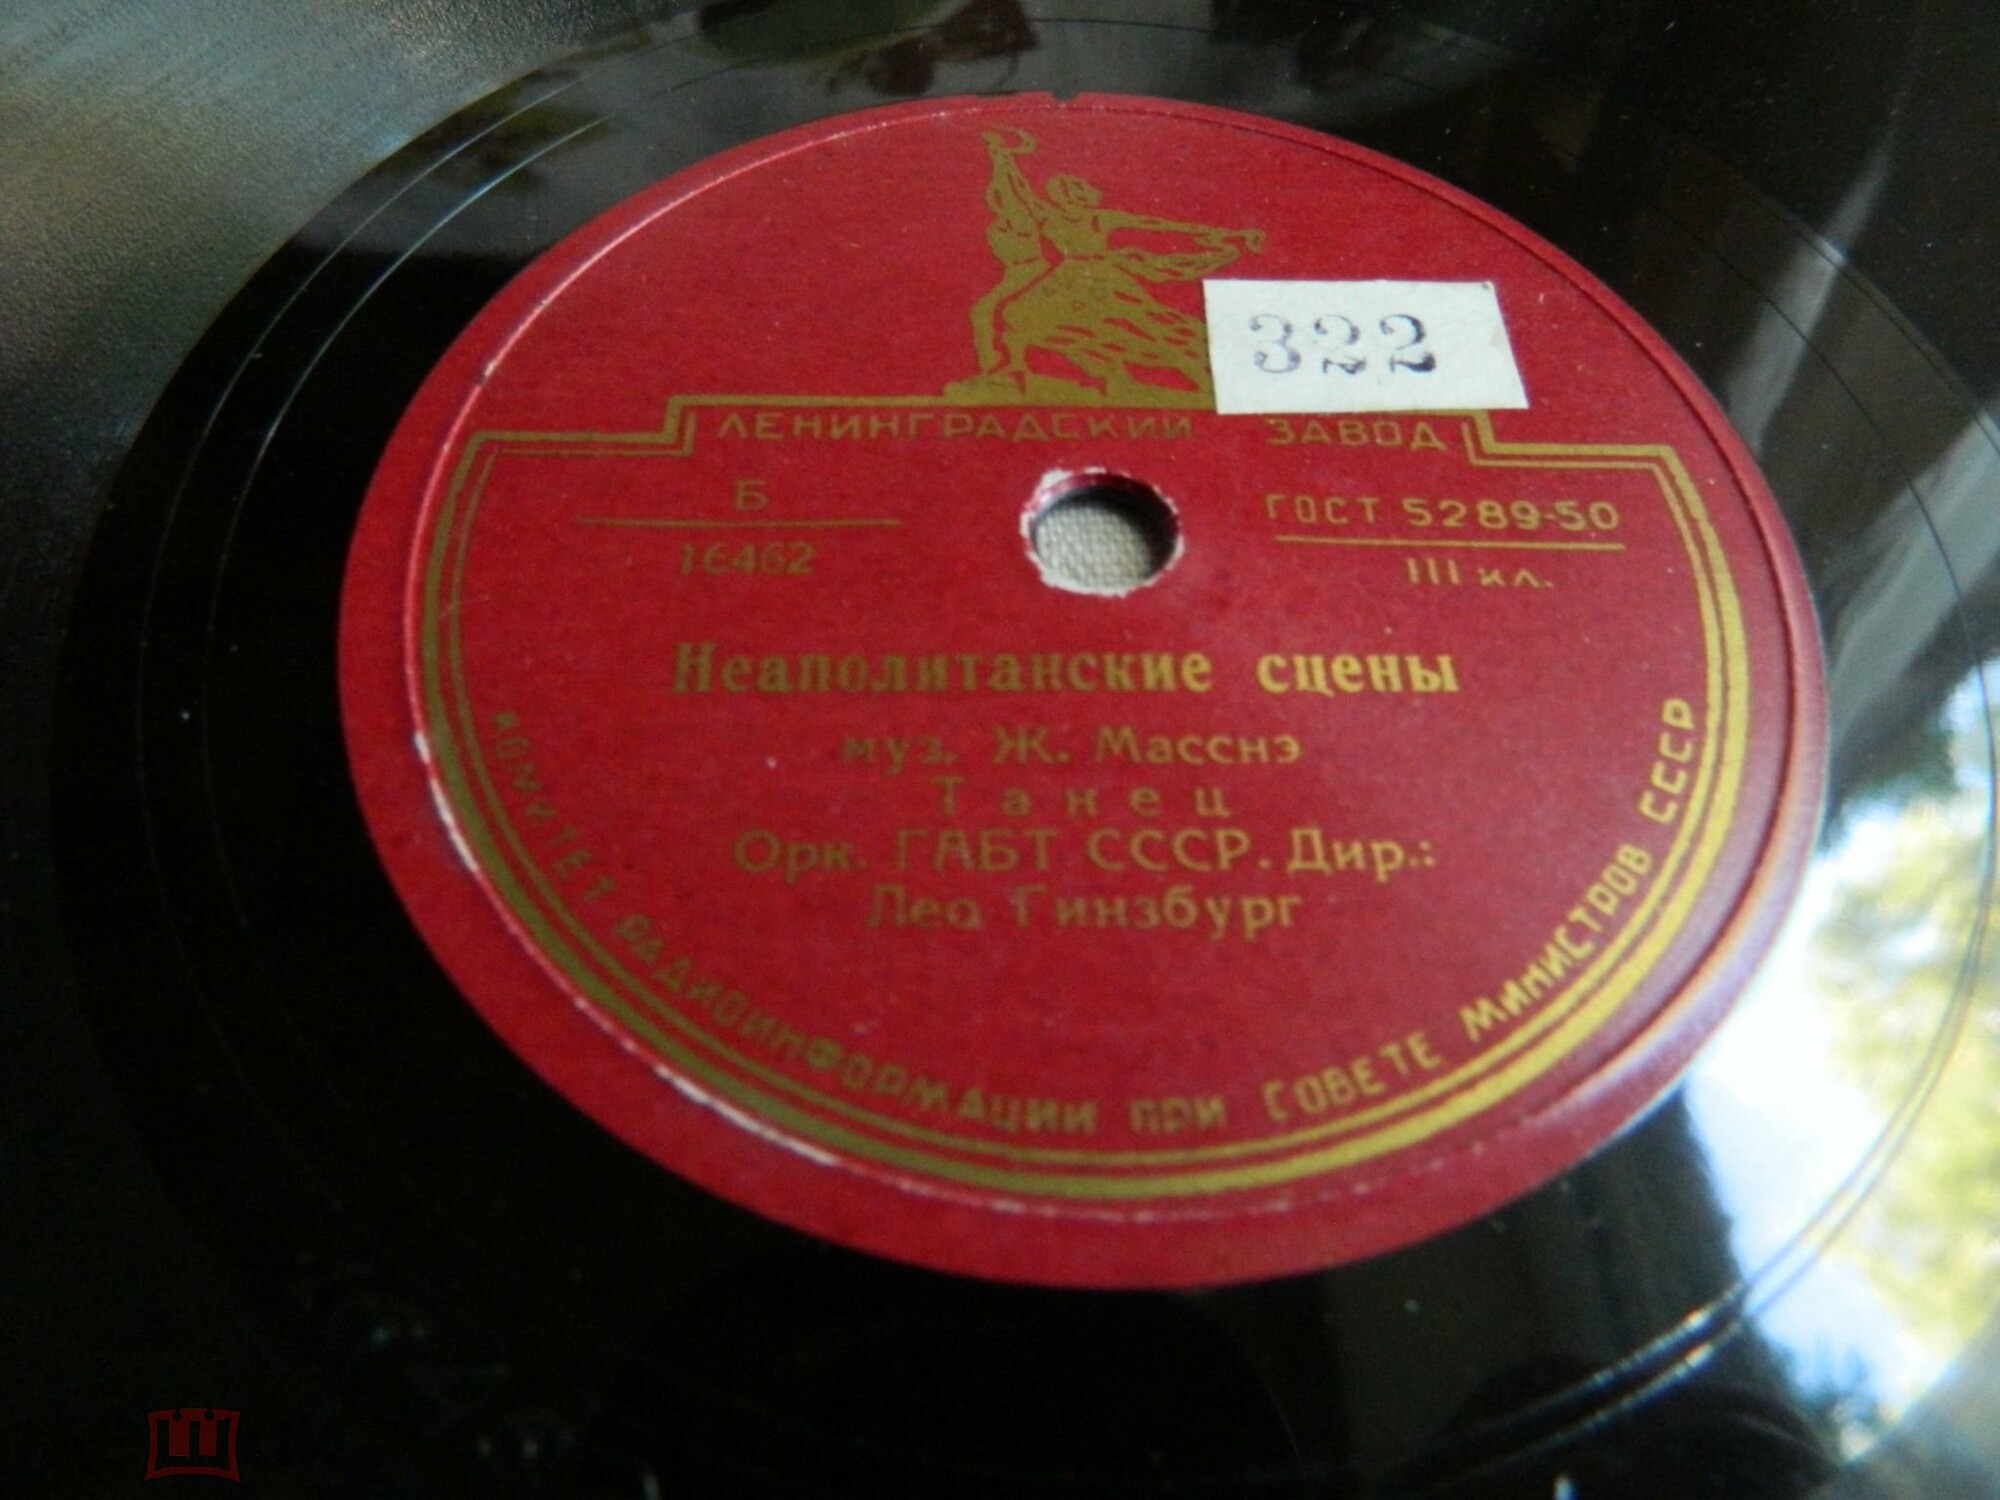 322
ЛЕНИНГРАДСКИЙ ЗАВОД
Б
16462
ГОСТ 5289-50
III кл.
Неаполитанские сцены
муз. Ж. Масснэ
Танец
Орк. ГАБТ СССР. Дир.:
Лео Гинзбург
КОМИТЕТ РАДИОИНФОРМАЦИИ ПРИ СОВЕТЕ МИНИСТРОВ СССР